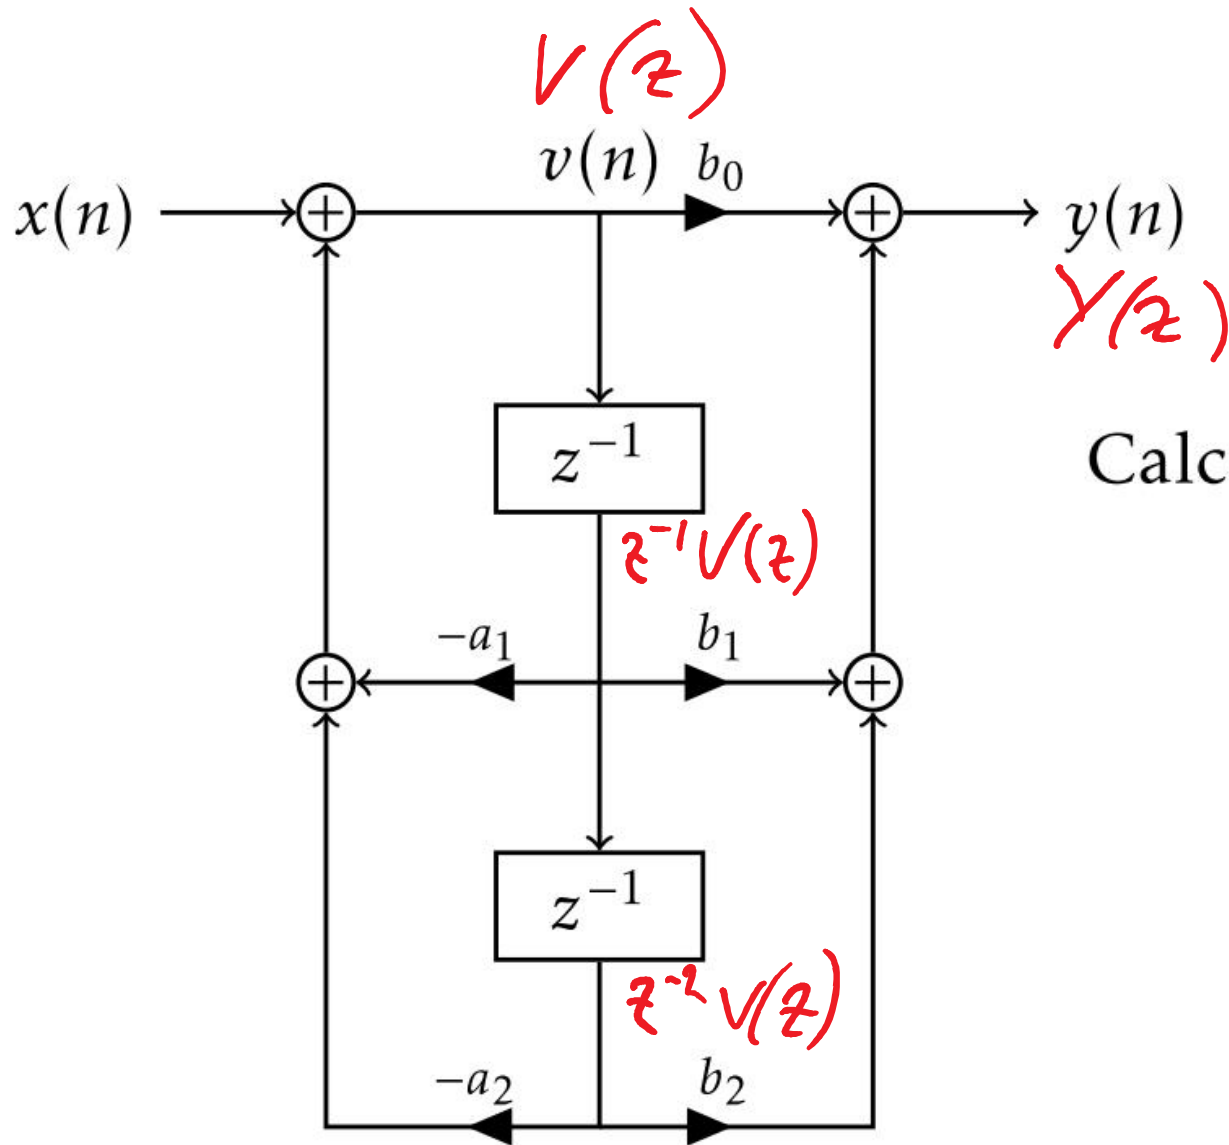 V(z)
v(n) b₀
x(n) + + y(n)
Y(z)
z⁻¹
Calc
z⁻¹V(z)
−a₁ b₁
+ +
z⁻¹
z⁻²V(z)
−a₂ b₂